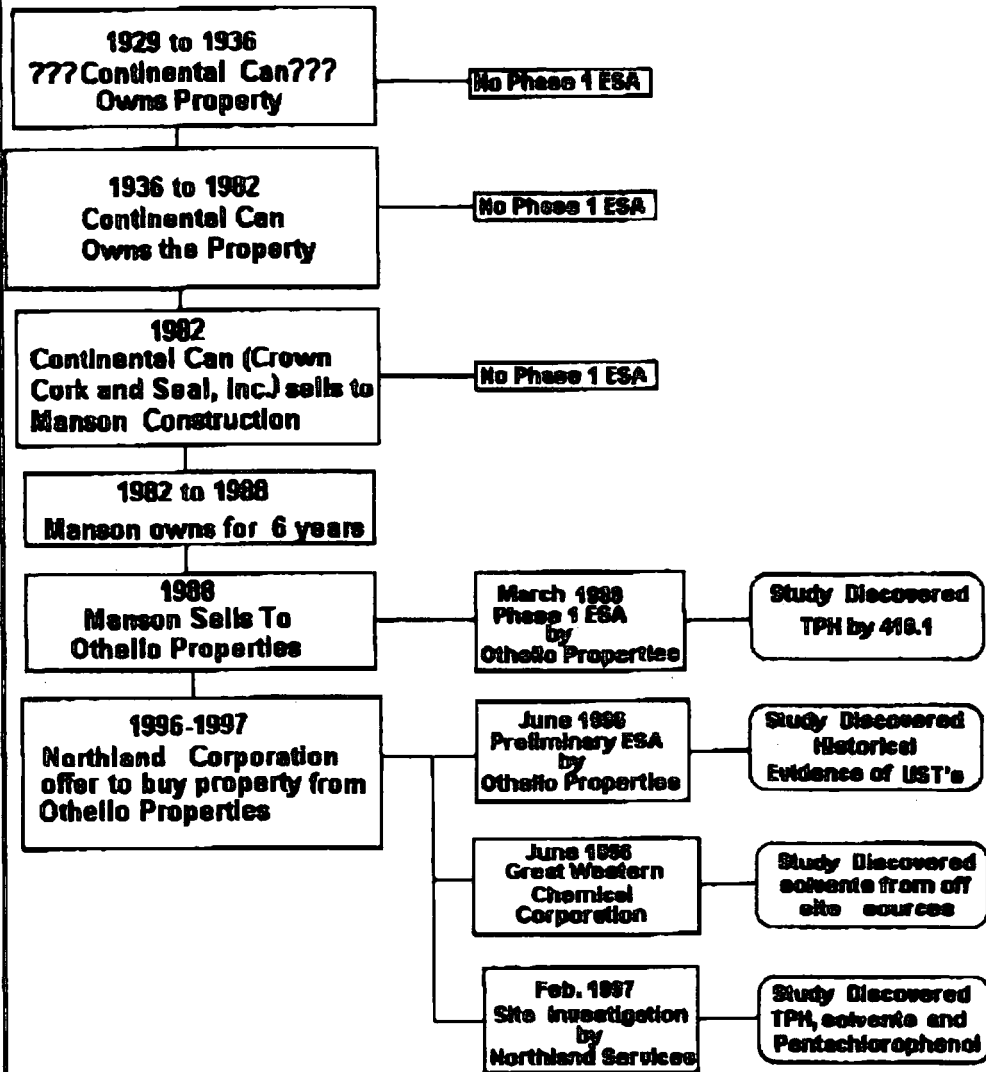 1929 to 1936
???Continental Can???
Owns Property
No Phase 1 ESA
1936 to 1982
Continental Can
Owns the Property
No Phase 1 ESA
1982
Continental Can (Crown
Cork and Seal, Inc.) sells to
Manson Construction
No Phase 1 ESA
1982 to 1988
Manson owns for 6 years
1988
Manson Sells To
Othello Properties
March 1988
Phase 1 ESA
by
Othello Properties
Study Discovered
TPH by 418.1
1996-1997
Northland Corporation
offer to buy property from
Othello Properties
June 1996
Preliminary ESA
by
Othello Properties
Study Discovered
Historical
Evidence of UST's
June 1996
Great Western
Chemical
Corporation
Study Discovered
solvents from off
site sources
Feb. 1997
Site Investigation
by
Northland Services
Study Discovered
TPH, solvents and
Pentachlorophenol